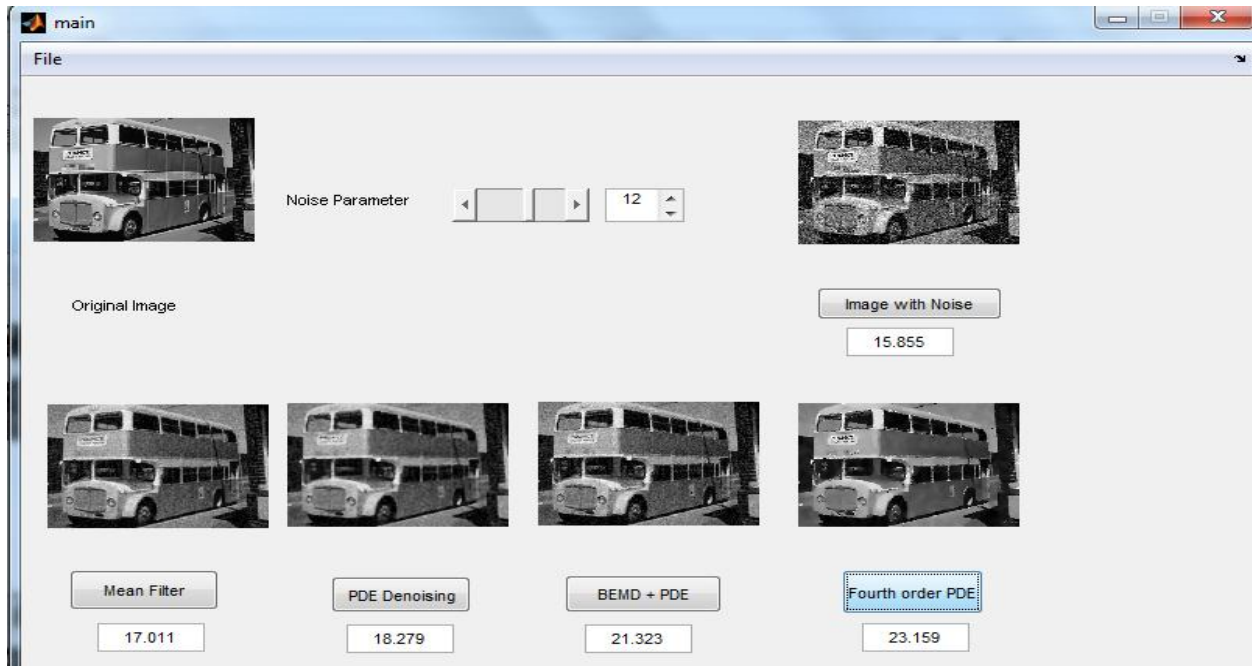 main
File
Noise Parameter
12
Original Image
Image with Noise
15.855
Mean Filter
PDE Denoising
BEMD + PDE
Fourth order PDE
17.011
18.279
21.323
23.159